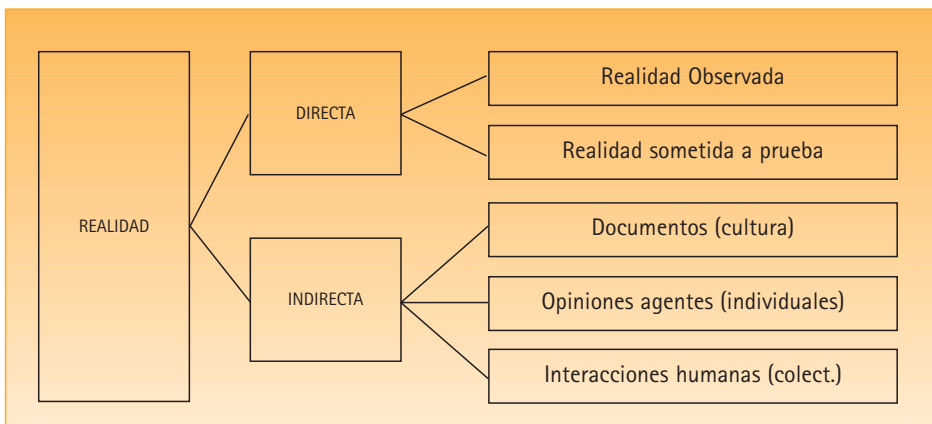 REALIDAD
DIRECTA
Realidad Observada
Realidad sometida a prueba
INDIRECTA
Documentos (cultura)
Opiniones agentes (individuales)
Interacciones humanas (colect.)